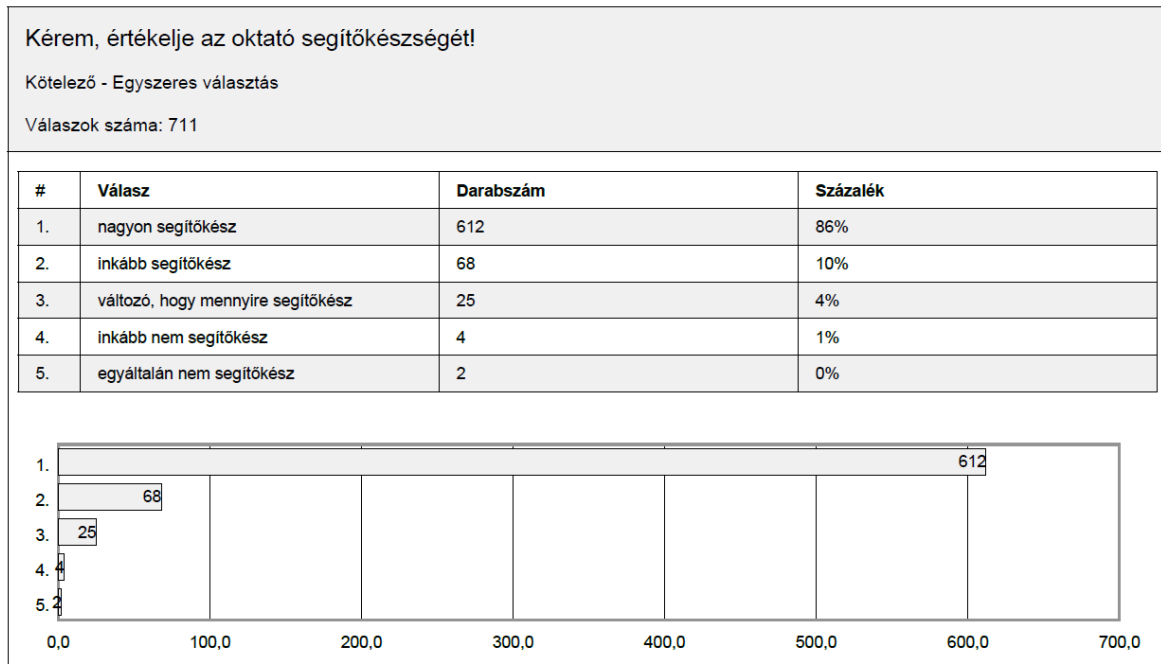 Kérem, értékelje az oktató segítőkészségét!
Kötelező - Egyszeres választás
Válaszok száma: 711
# Válasz Darabszám Százalék
1. nagyon segítőkész 612 86%
2. inkább segítőkész 68 10%
3. változó, hogy mennyire segítőkész 25 4%
4. inkább nem segítőkész 4 1%
5. egyáltalán nem segítőkész 2 0%
1. 612
2. 68
3. 25
4. 4
5. 2
0,0 100,0 200,0 300,0 400,0 500,0 600,0 700,0